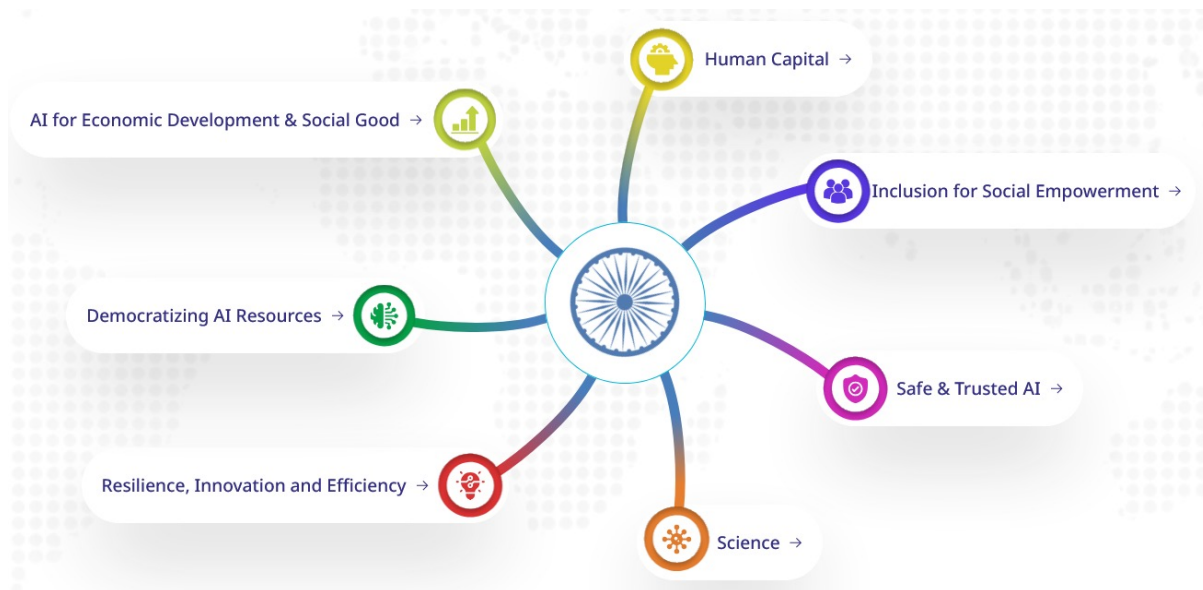 Human Capital →
AI for Economic Development & Social Good →
Inclusion for Social Empowerment →
Democratizing AI Resources →
Safe & Trusted AI →
Resilience, Innovation and Efficiency →
Science →